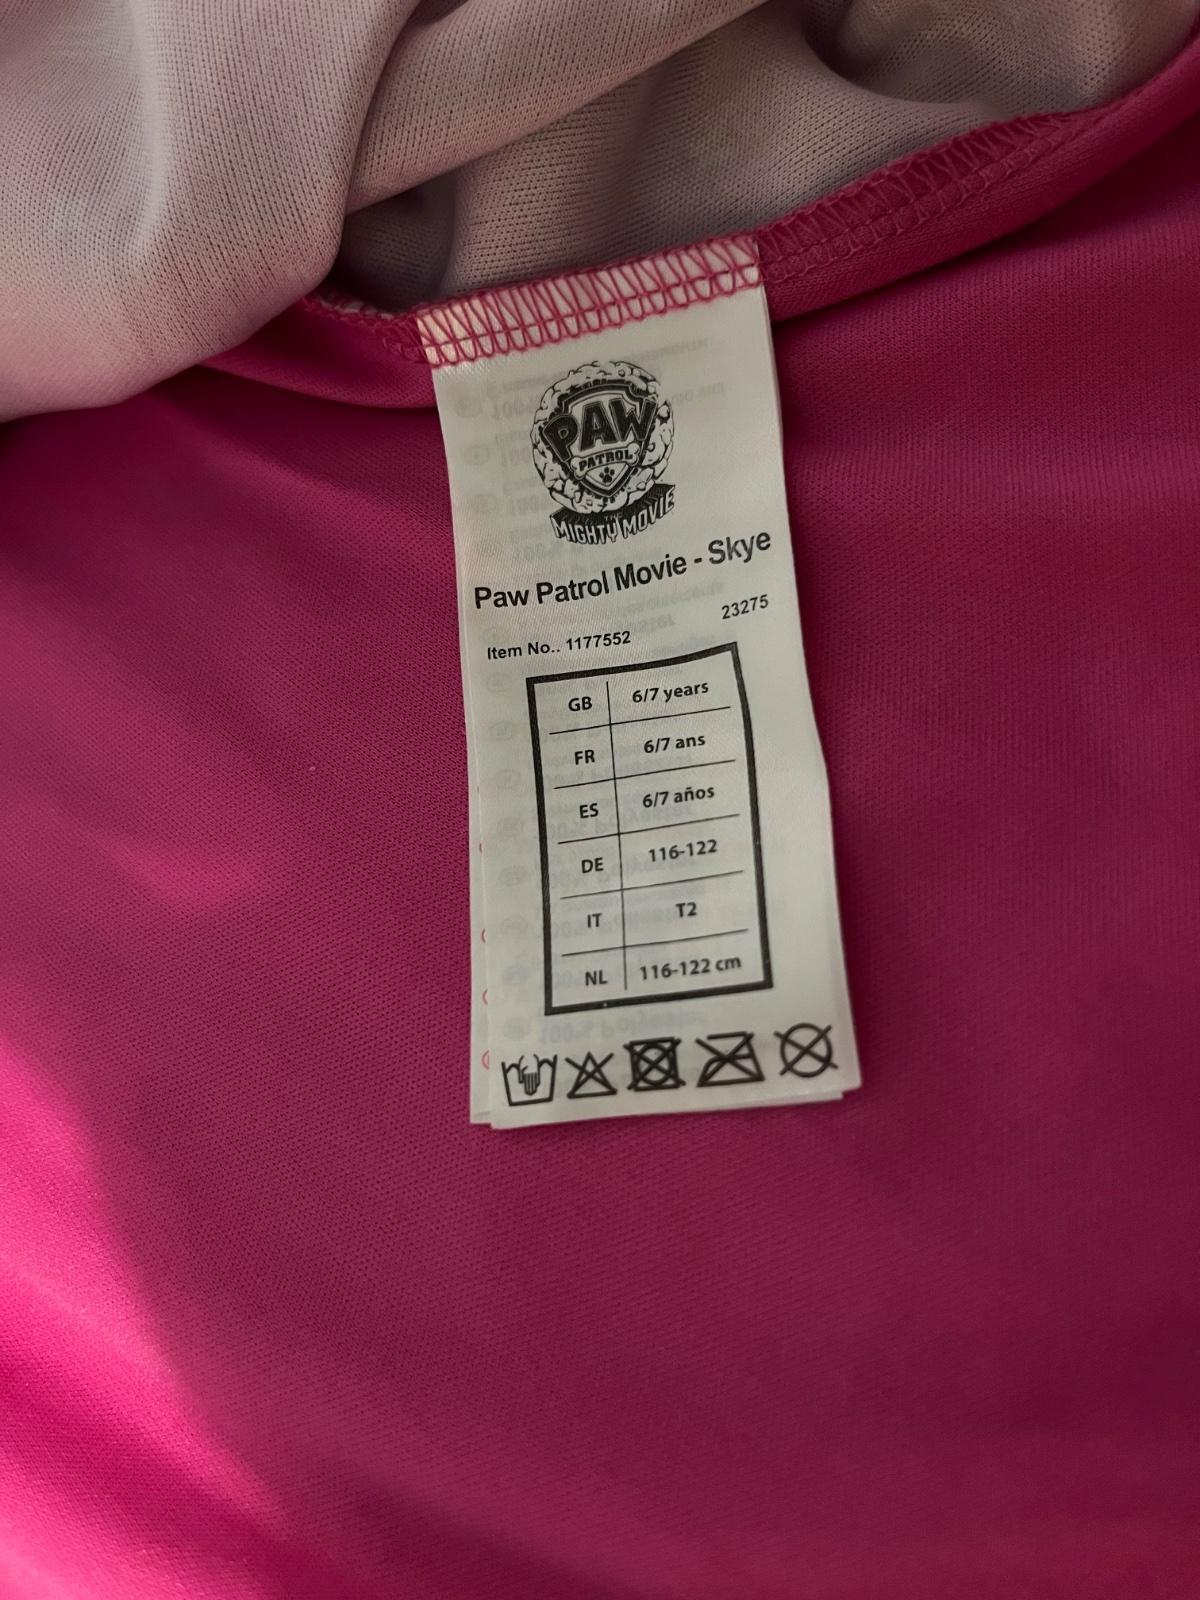 PAW
PATROL
THE
MIGHTY MOVIE
Paw Patrol Movie - Skye
23275
Item No.. 1177552
GB 6/7 years
FR 6/7 ans
ES 6/7 años
DE 116-122
IT T2
NL 116-122 cm